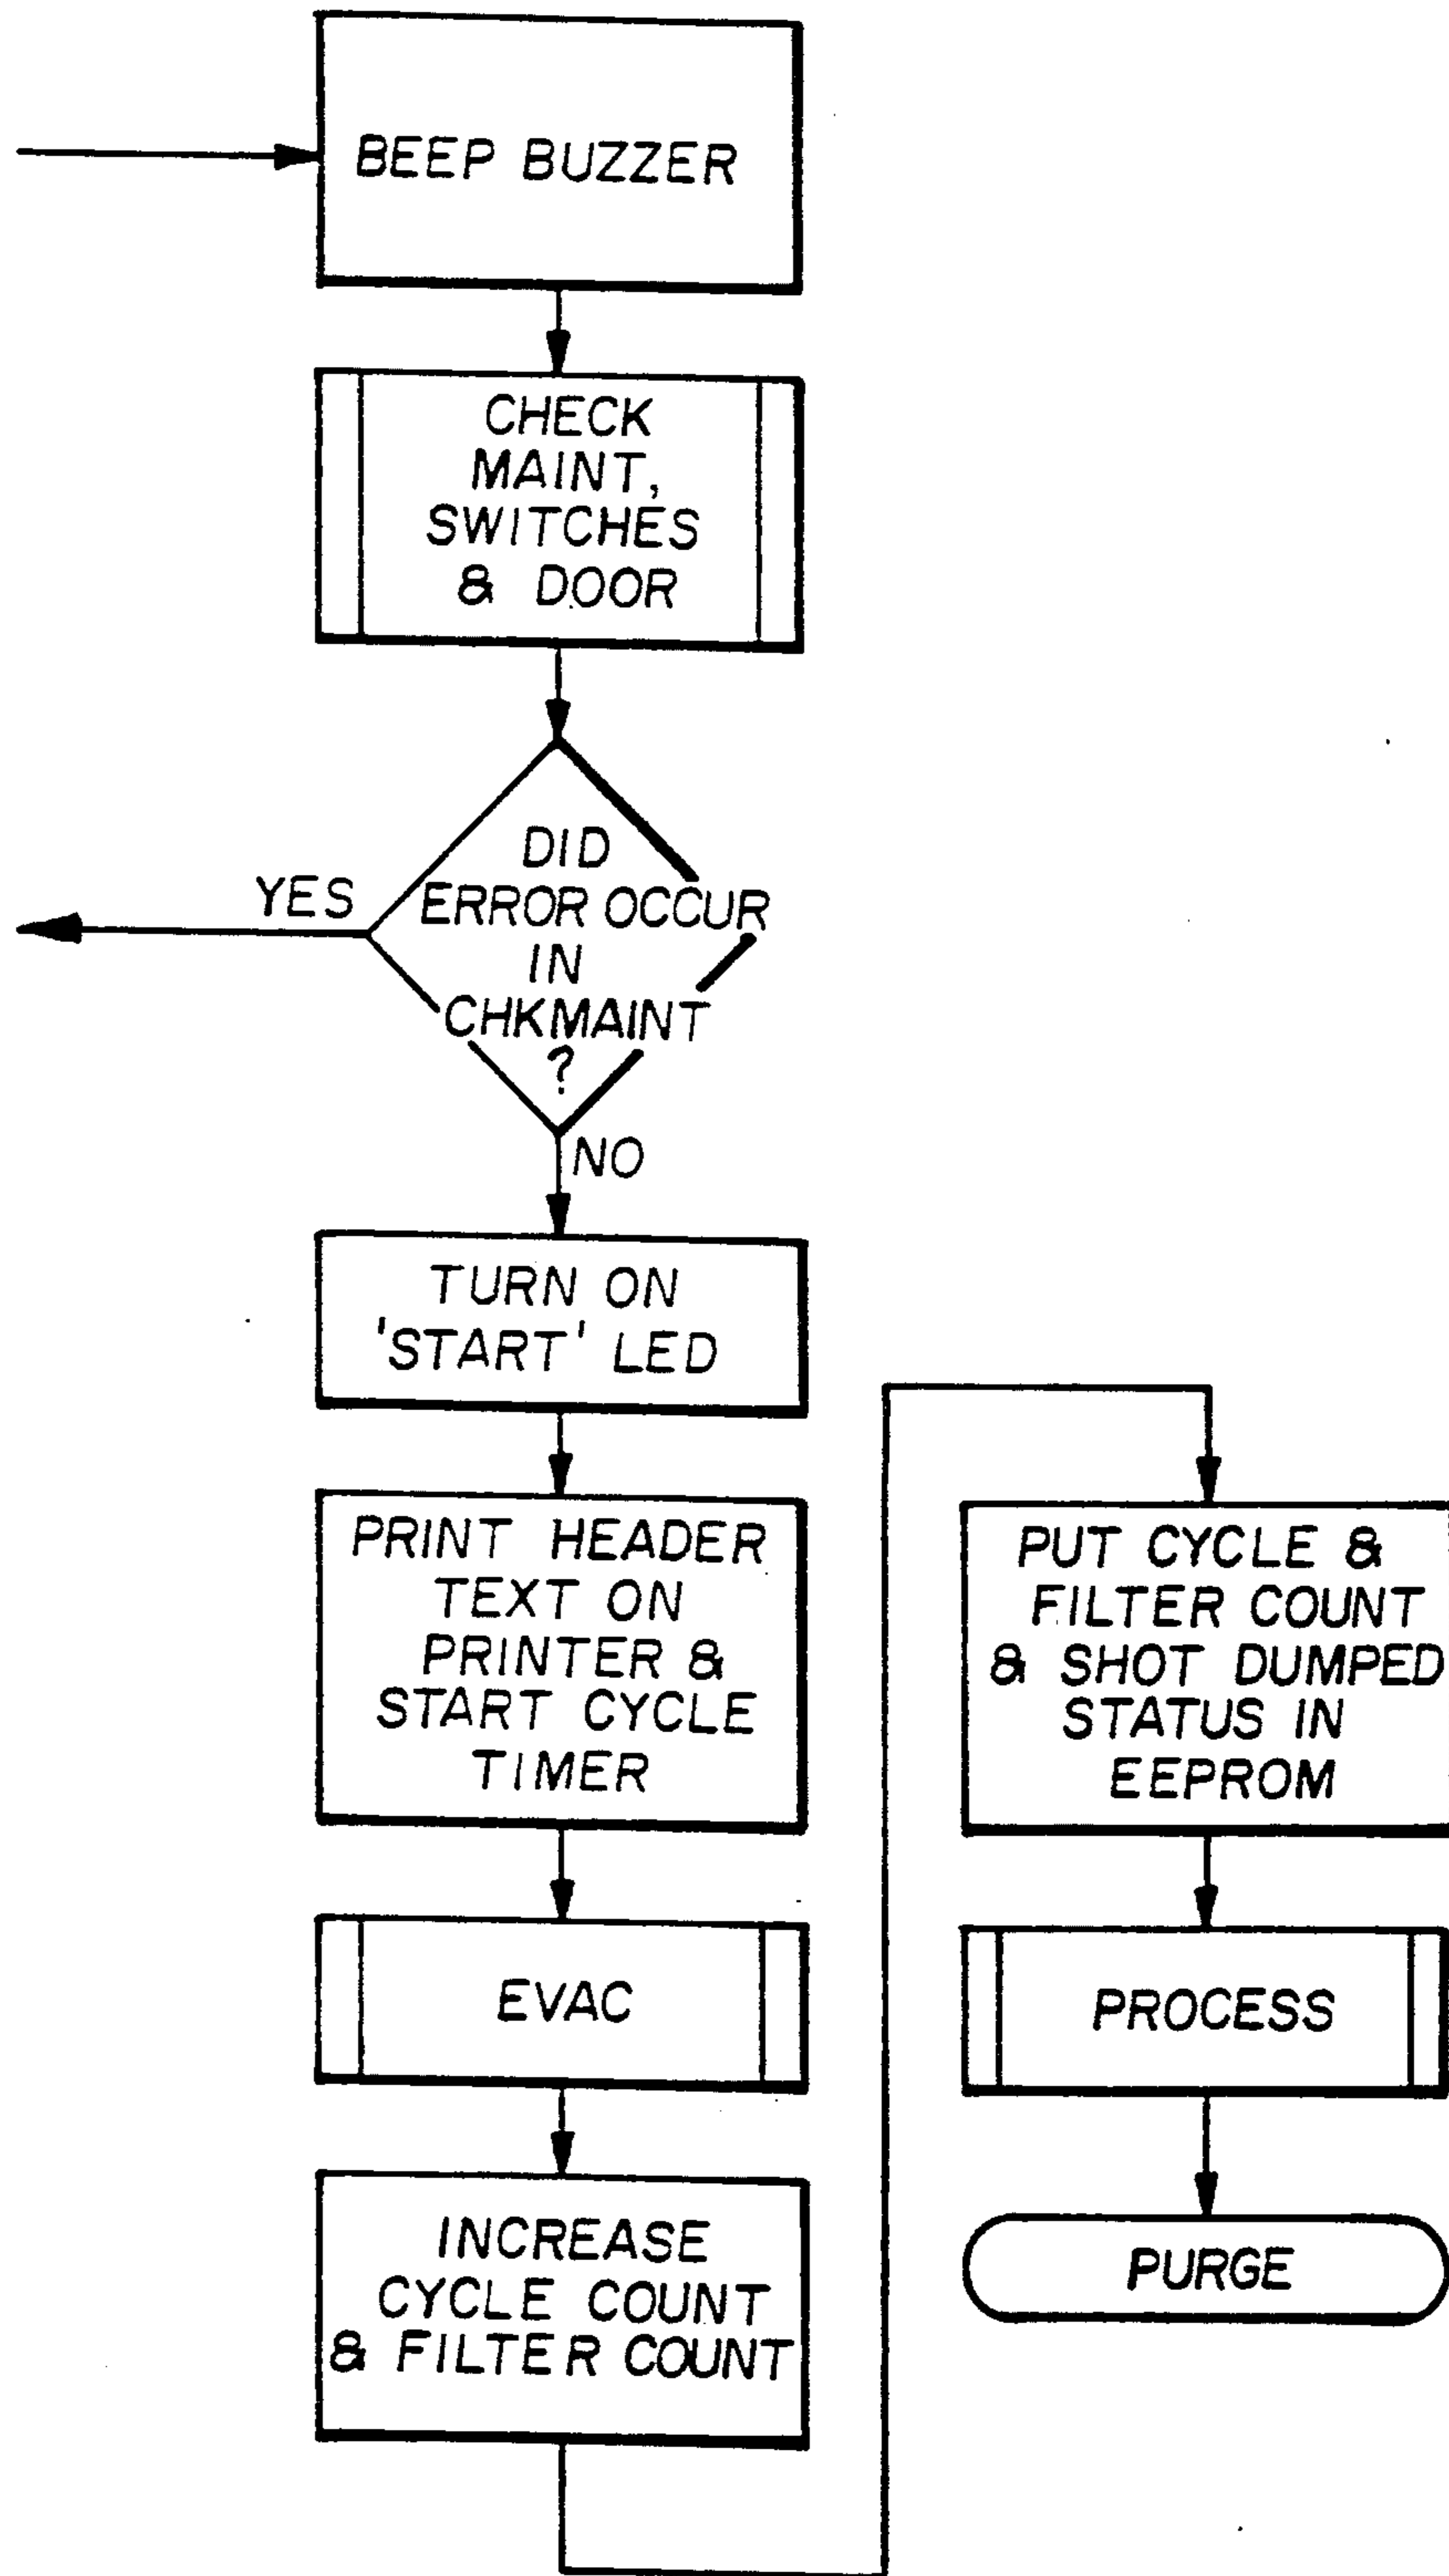 BEEP BUZZER
CHECK
MAINT,
SWITCHES
& DOOR
DID
ERROR OCCUR
IN
CHKMAINT
?
YES
NO
TURN ON
'START' LED
PRINT HEADER
TEXT ON
PRINTER &
START CYCLE
TIMER
EVAC
INCREASE
CYCLE COUNT
& FILTER COUNT
PUT CYCLE &
FILTER COUNT
& SHOT DUMPED
STATUS IN
EEPROM
PROCESS
PURGE